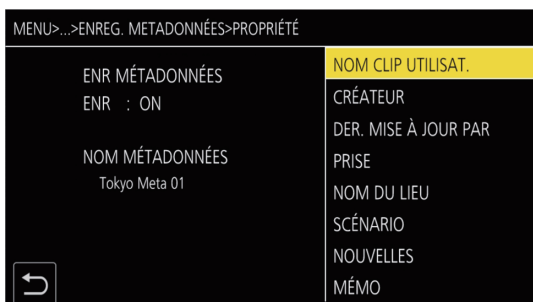 MENU>...>ENREG. METADONNÉES>PROPRIÉTÉ
ENR MÉTADONNÉES
ENR : ON
NOM MÉTADONNÉES
Tokyo Meta 01
NOM CLIP UTILISAT.
CRÉATEUR
DER. MISE À JOUR PAR
PRISE
NOM DU LIEU
SCÉNARIO
NOUVELLES
MÉMO